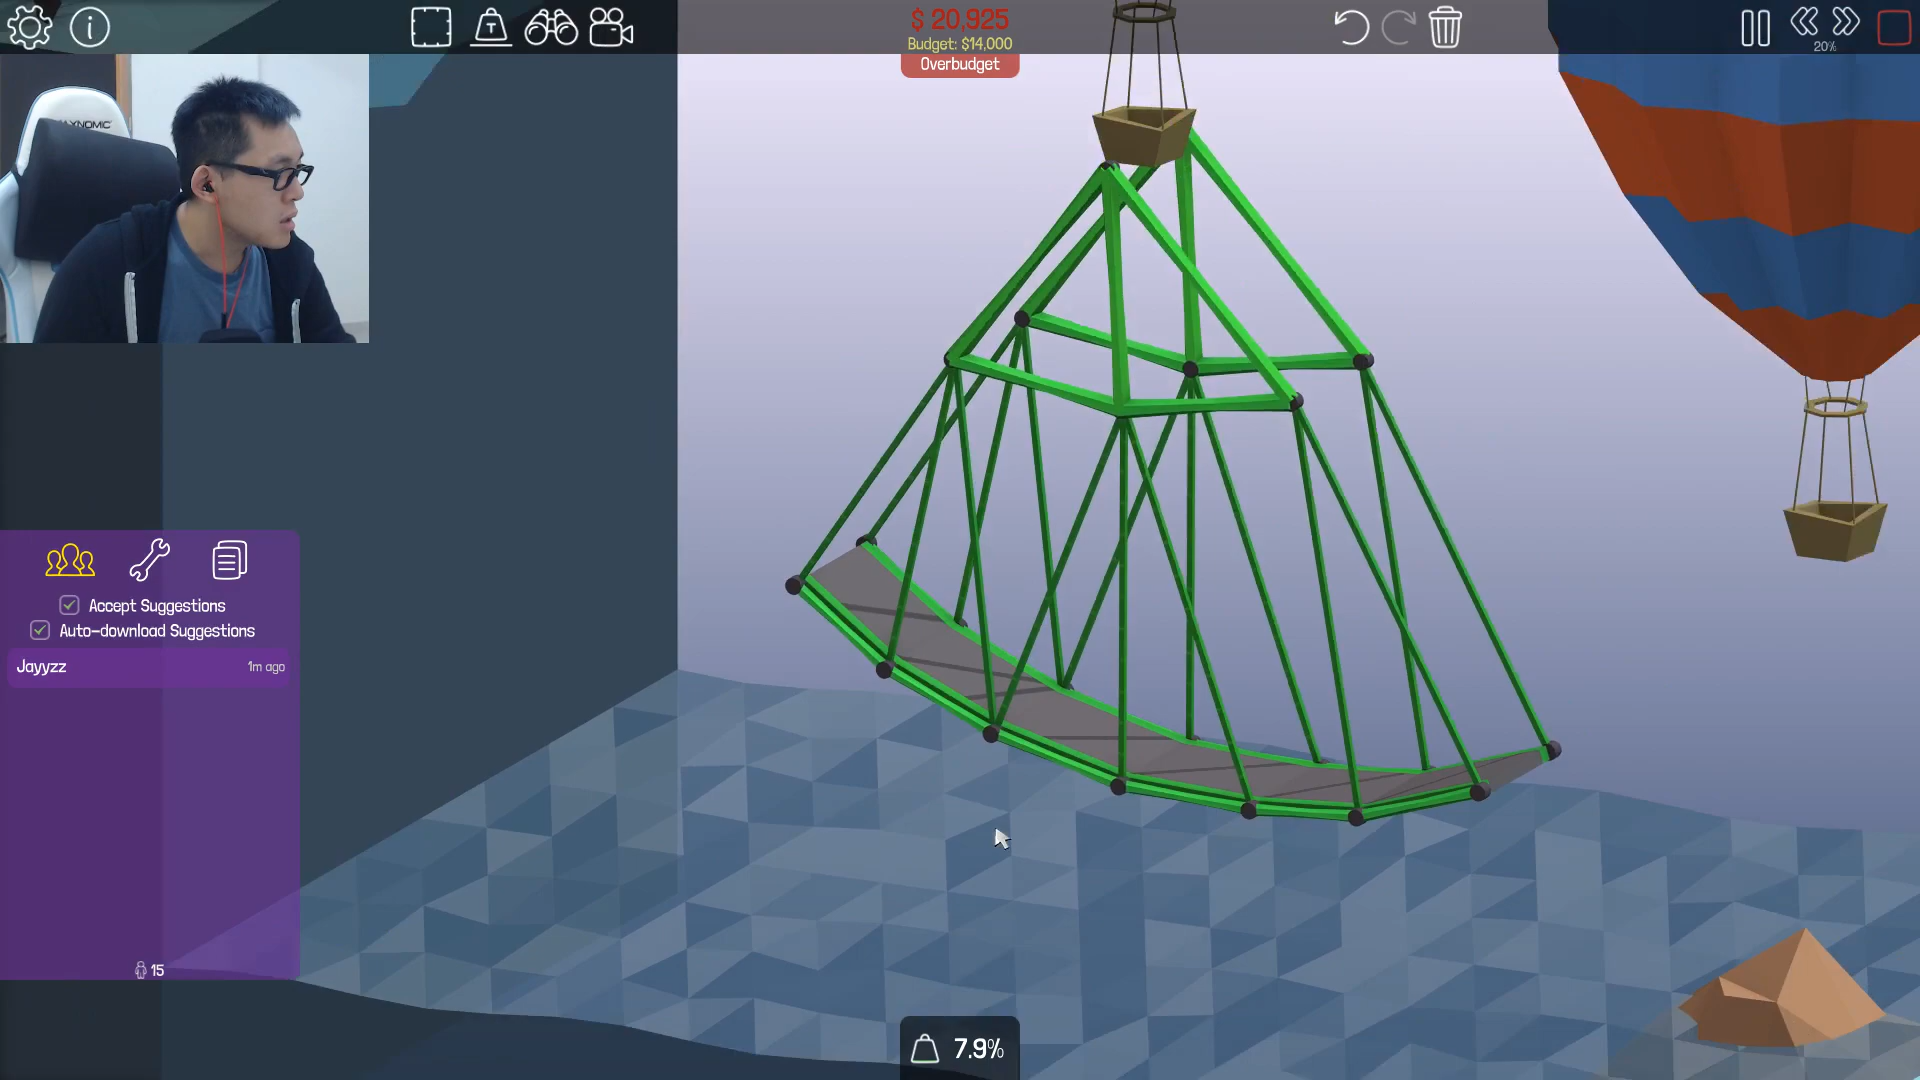 $ 20,925
Budget: $14,000
Overbudget
20%
T
Accept Suggestions
Auto-download Suggestions
Jayyzz
1m ago
15
7.9%